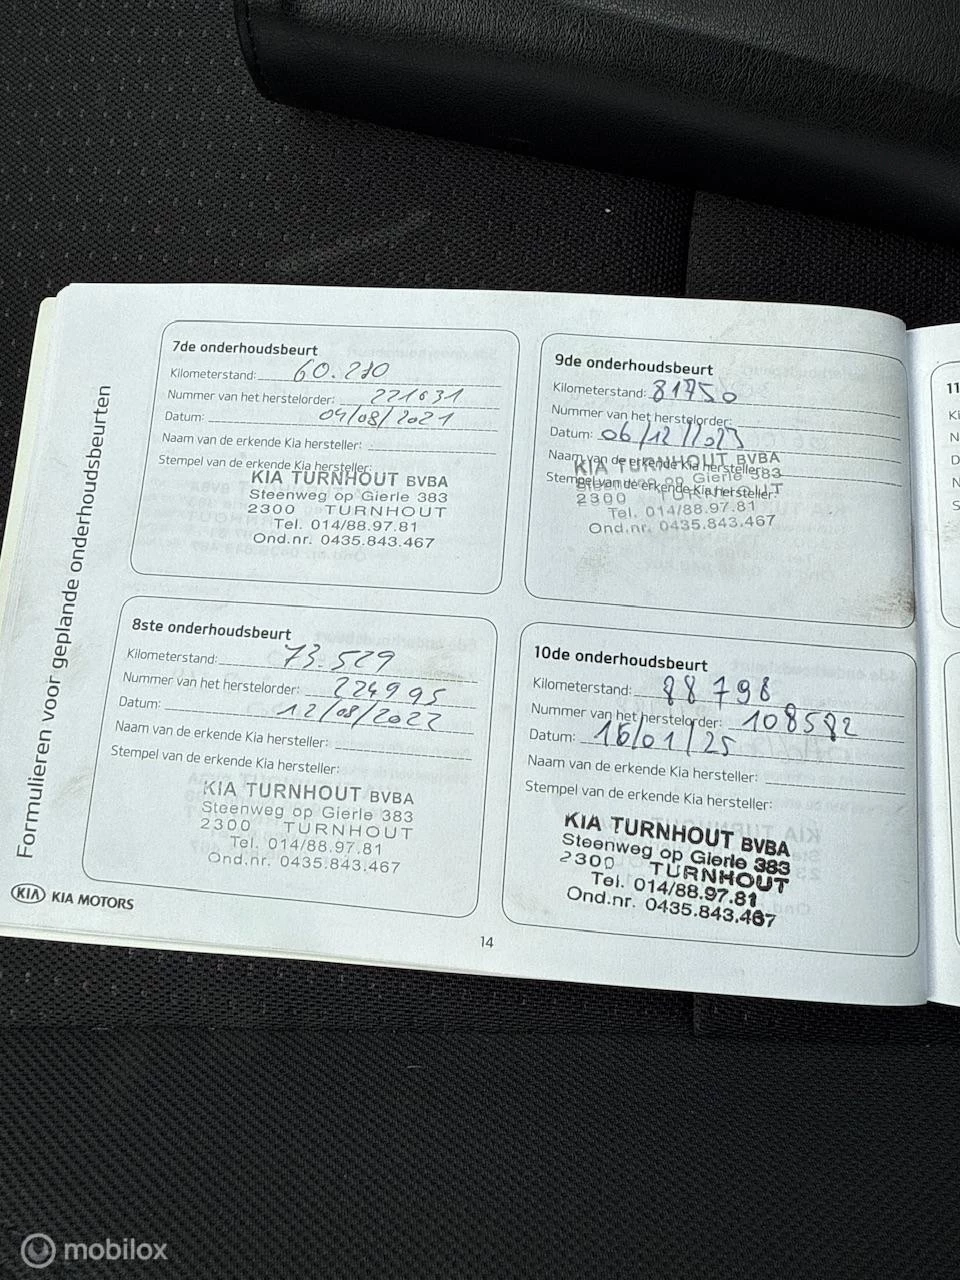 Formulieren voor geplande onderhoudsbeurten
7de onderhoudsbeurt
Kilometerstand: 60.210
Nummer van het herstelorder: 221631
Datum: 04/08/2021
Naam van de erkende Kia hersteller:
Stempel van de erkende Kia hersteller:
KIA TURNHOUT BVBA
Steenweg op Gierle 383
2300 TURNHOUT
Tel. 014/88.97.81
Ond.nr. 0435.843.467
8ste onderhoudsbeurt
Kilometerstand: 73.529
Nummer van het herstelorder: 224995
Datum: 12/08/2022
Naam van de erkende Kia hersteller:
Stempel van de erkende Kia hersteller:
KIA TURNHOUT BVBA
Steenweg op Gierle 383
2300 TURNHOUT
Tel. 014/88.97.81
Ond.nr. 0435.843.467
9de onderhoudsbeurt
Kilometerstand: 81750
Nummer van het herstelorder:
Datum: 06/12/2023
Naam van de erkende Kia hersteller:
Stempel van de erkende Kia hersteller:
KIA TURNHOUT BVBA
Steenweg op Gierle 383
2300 TURNHOUT
Tel. 014/88.97.81
Ond.nr. 0435.843.467
10de onderhoudsbeurt
Kilometerstand: 88798
Nummer van het herstelorder: 108582
Datum: 16/01/25
Naam van de erkende Kia hersteller:
Stempel van de erkende Kia hersteller:
KIA TURNHOUT BVBA
Steenweg op Gierle 383
2300 TURNHOUT
Tel. 014/88.97.81
Ond.nr. 0435.843.467
KIA KIA MOTORS
14
11
mobilox